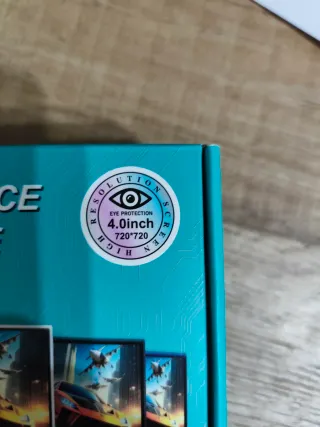 CE
HIGH RESOLUTION SCREEN
EYE PROTECTION
4.0inch
720*720